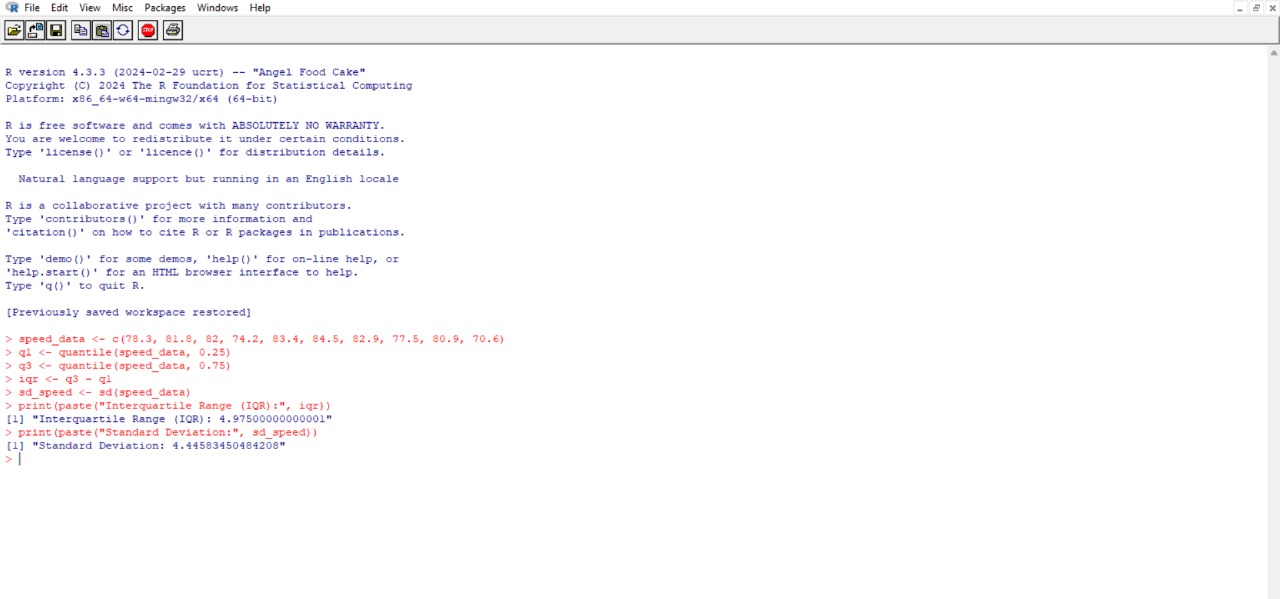 File Edit View Misc Packages Windows Help
STOP
R version 4.3.3 (2024-02-29 ucrt) -- "Angel Food Cake"
Copyright (C) 2024 The R Foundation for Statistical Computing
Platform: x86_64-w64-mingw32/x64 (64-bit)
R is free software and comes with ABSOLUTELY NO WARRANTY.
You are welcome to redistribute it under certain conditions.
Type 'license()' or 'licence()' for distribution details.
Natural language support but running in an English locale
R is a collaborative project with many contributors.
Type 'contributors()' for more information and
'citation()' on how to cite R or R packages in publications.
Type 'demo()' for some demos, 'help()' for on-line help, or
'help.start()' for an HTML browser interface to help.
Type 'q()' to quit R.
[Previously saved workspace restored]
> speed_data <- c(78.3, 81.8, 82, 74.2, 83.4, 84.5, 82.9, 77.5, 80.9, 70.6)
> q1 <- quantile(speed_data, 0.25)
> q3 <- quantile(speed_data, 0.75)
> iqr <- q3 - q1
> sd_speed <- sd(speed_data)
> print(paste("Interquartile Range (IQR):", iqr))
[1] "Interquartile Range (IQR): 4.97500000000001"
> print(paste("Standard Deviation:", sd_speed))
[1] "Standard Deviation: 4.44583450484208"
>